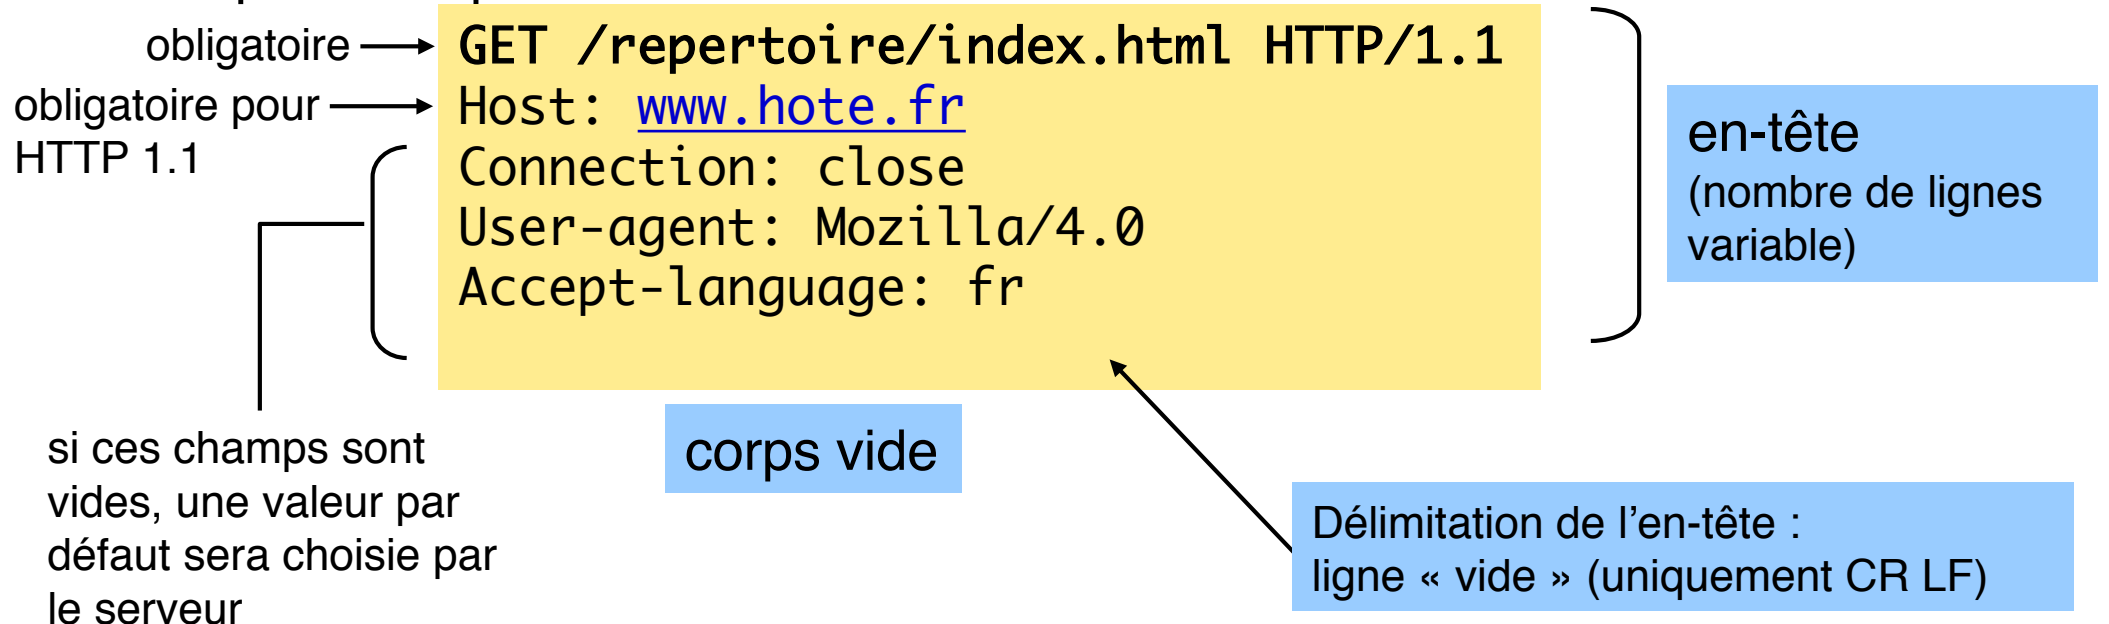 obligatoire
GET /repertoire/index.html HTTP/1.1
obligatoire pour
HTTP 1.1
Host: www.hote.fr
Connection: close
User-agent: Mozilla/4.0
Accept-language: fr
en-tête
(nombre de lignes
variable)
si ces champs sont
vides, une valeur par
défaut sera choisie par
le serveur
corps vide
Délimitation de l’en-tête :
ligne « vide » (uniquement CR LF)